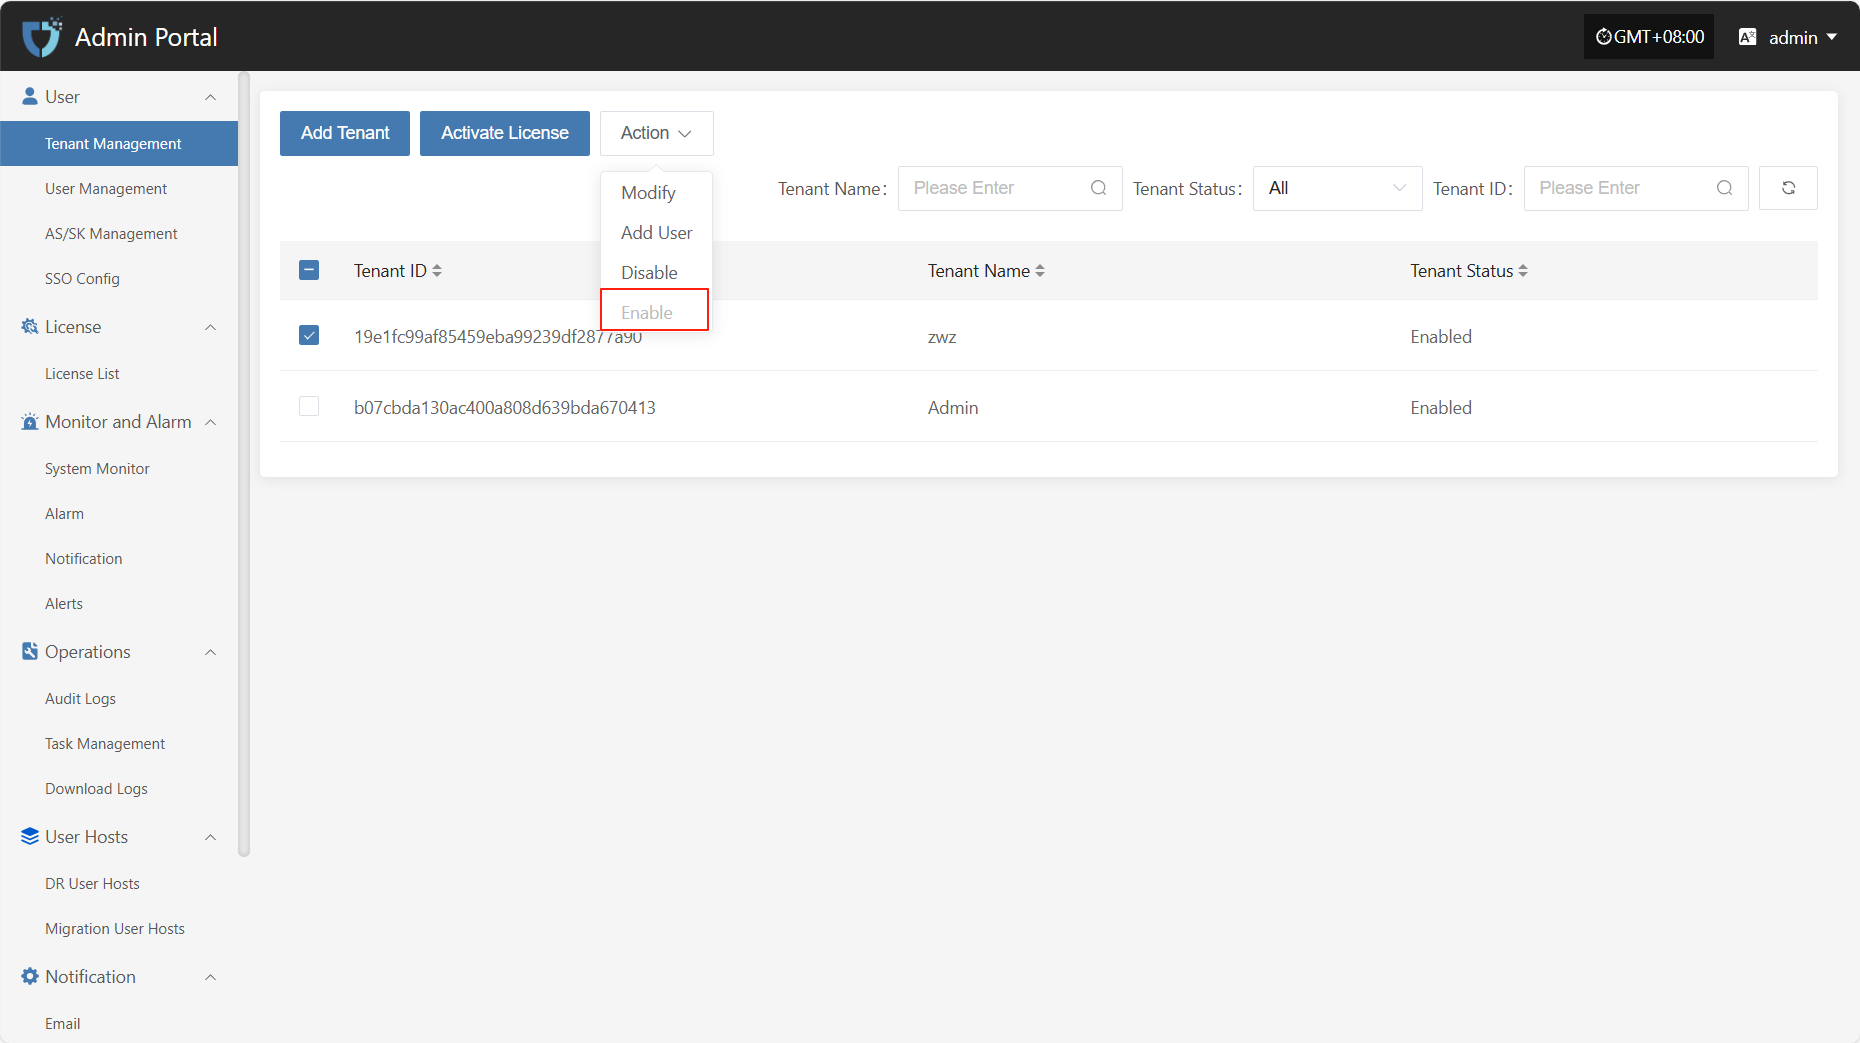 Admin Portal
GMT+08:00
admin
User
Tenant Management
User Management
AS/SK Management
SSO Config
License
License List
Monitor and Alarm
System Monitor
Alarm
Notification
Alerts
Operations
Audit Logs
Task Management
Download Logs
User Hosts
DR User Hosts
Migration User Hosts
Notification
Email
Add Tenant
Activate License
Action
Modify
Add User
Disable
Enable
Tenant Name: Please Enter
Tenant Status: All
Tenant ID: Please Enter
Tenant ID Tenant Name Tenant Status
19e1fc99af85459eba99239df2877a90 zwz Enabled
b07cbda130ac400a808d639bda670413 Admin Enabled